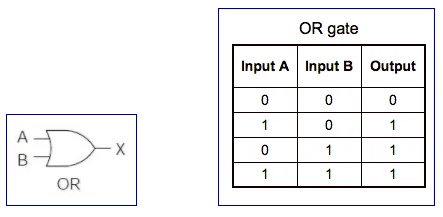 OR gate
Input A Input B Output
0 0 0
1 0 1
0 1 1
1 1 1
A
B
X
OR